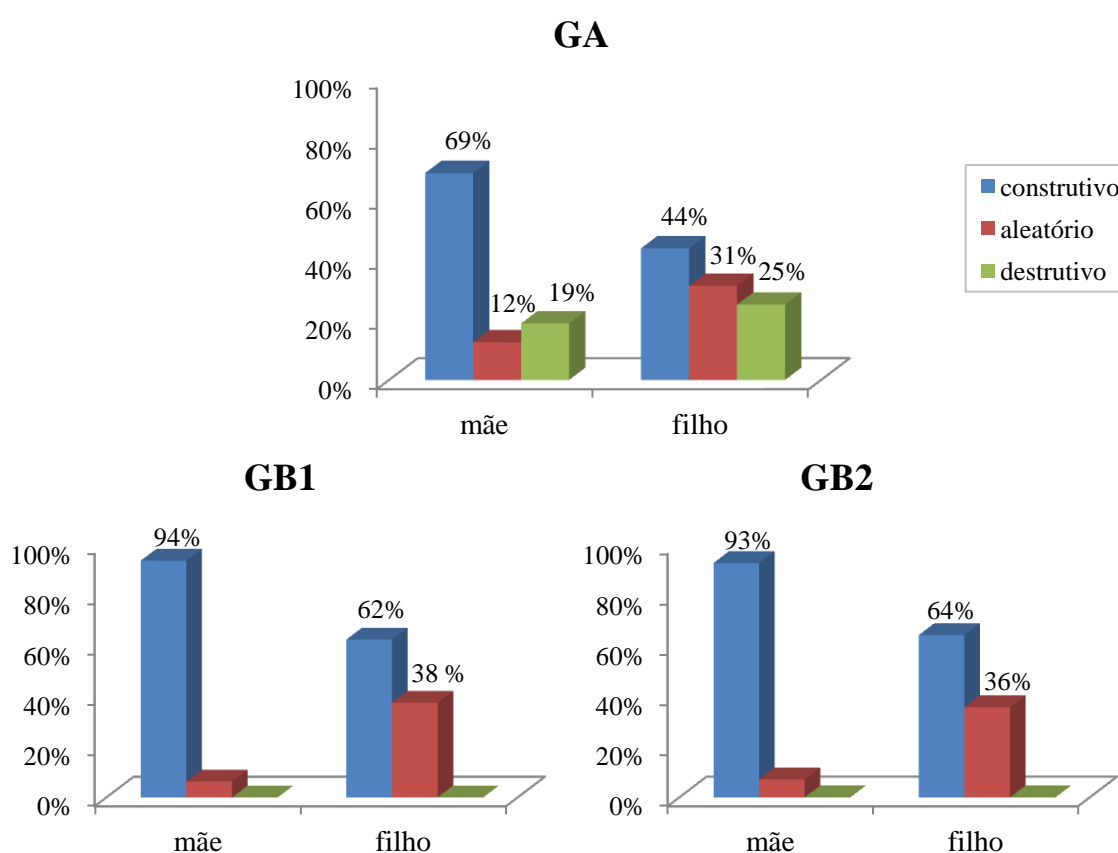 GA
100%
80%
60%
40%
20%
0%
69%
12%
19%
44%
31%
25%
mãe
filho
construtivo
aleatório
destrutivo
GB1
100%
80%
60%
40%
20%
0%
94%
62%
38 %
mãe
filho
GB2
100%
80%
60%
40%
20%
0%
93%
64%
36%
mãe
filho